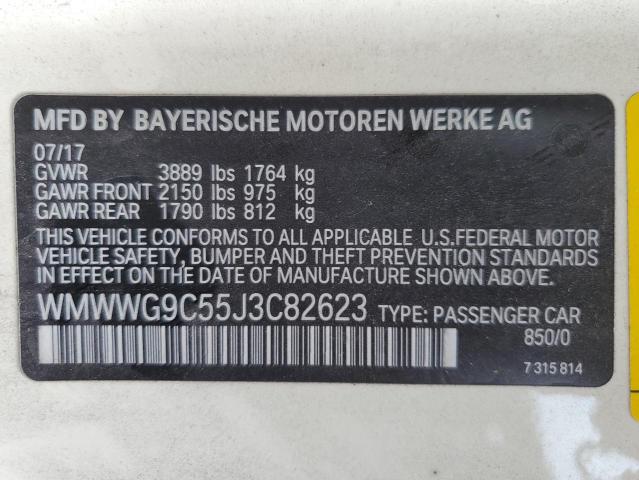 MFD BY BAYERISCHE MOTOREN WERKE AG
07/17
GVWR 3889 lbs 1764 kg
GAWR FRONT 2150 lbs 975 kg
GAWR REAR 1790 lbs 812 kg
THIS VEHICLE CONFORMS TO ALL APPLICABLE U.S.FEDERAL MOTOR
VEHICLE SAFETY, BUMPER AND THEFT PREVENTION STANDARDS
IN EFFECT ON THE DATE OF MANUFACTURE SHOWN ABOVE.
WMWWG9C55J3C82623 TYPE: PASSENGER CAR
850/0
7 315 814